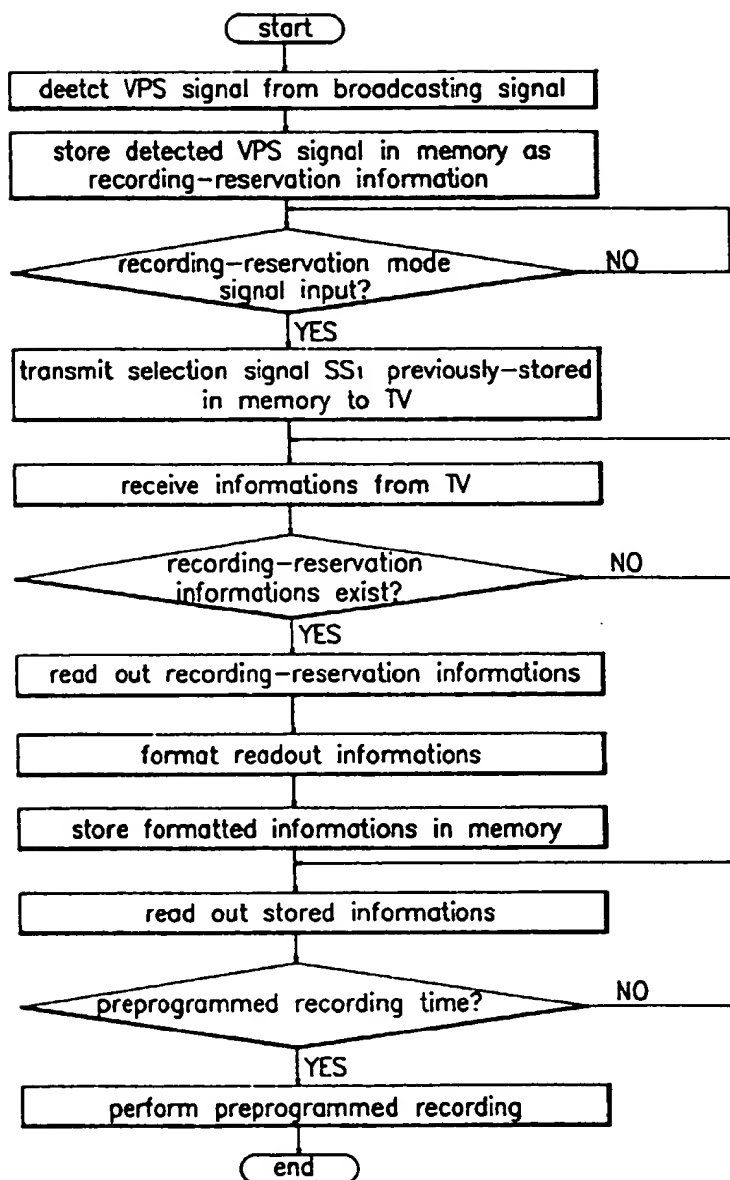 start
deetct VPS signal from broadcasting signal
store detected VPS signal in memory as
recording-reservation information
recording-reservation mode
signal input?
NO
YES
transmit selection signal SS1 previously-stored
in memory to TV
receive informations from TV
recording-reservation
informations exist?
NO
YES
read out recording-reservation informations
format readout informations
store formatted informations in memory
read out stored informations
preprogrammed recording time?
NO
YES
perform preprogrammed recording
end